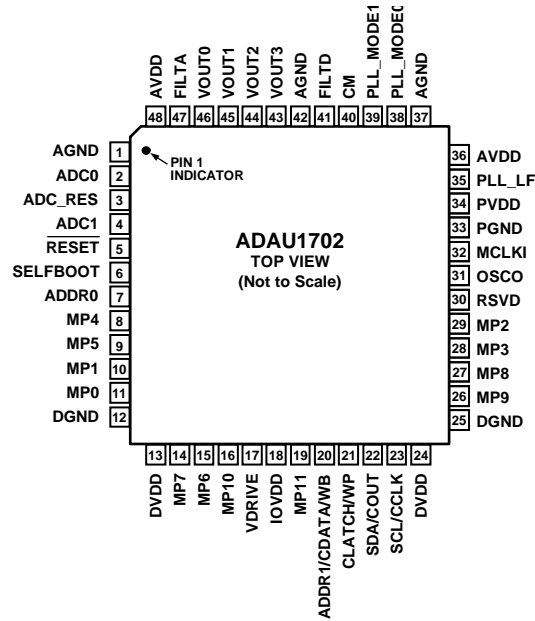 AVDD
FILTA
VOUT0
VOUT1
VOUT2
VOUT3
AGND
FILTD
CM
PLL_MODE1
PLL_MODE0
AGND
48 47 46 45 44 43 42 41 40 39 38 37
AGND 1
ADC0 2
ADC_RES 3
ADC1 4
RESET 5
SELFBOOT 6
ADDR0 7
MP4 8
MP5 9
MP1 10
MP0 11
DGND 12
PIN 1
INDICATOR
ADAU1702
TOP VIEW
(Not to Scale)
36 AVDD
35 PLL_LF
34 PVDD
33 PGND
32 MCLKI
31 OSCO
30 RSVD
29 MP2
28 MP3
27 MP8
26 MP9
25 DGND
13 14 15 16 17 18 19 20 21 22 23 24
DVDD
MP7
MP6
MP10
VDRIVE
IOVDD
MP11
ADDR1/CDATA/WB
CLATCH/WP
SDA/COUT
SCL/CCLK
DVDD